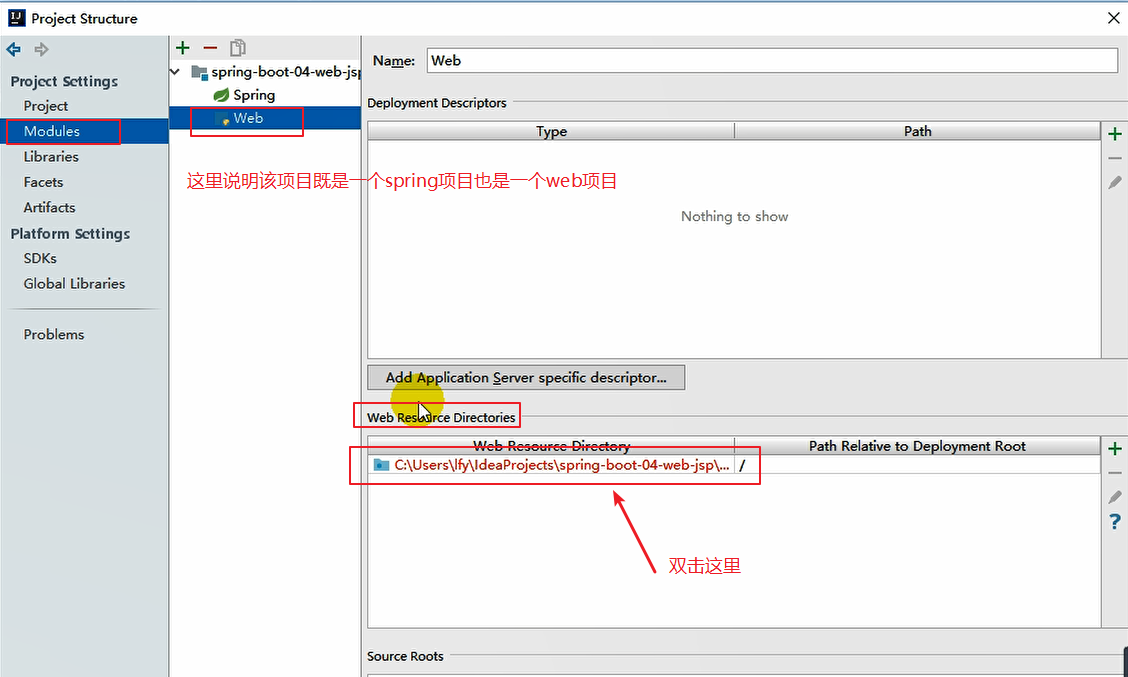 Project Structure
Project Settings
Project
Modules
Libraries
Facets
Artifacts
Platform Settings
SDKs
Global Libraries
Problems
spring-boot-04-web-jsp
Spring
Web
这里说明该项目既是一个spring项目也是一个web项目
Name: Web
Deployment Descriptors
Type Path
Nothing to show
Add Application Server specific descriptor...
Web Resource Directories
Web Resource Directory Path Relative to Deployment Root
C:\Users\lfy\IdeaProjects\spring-boot-04-web-jsp\... /
双击这里
Source Roots